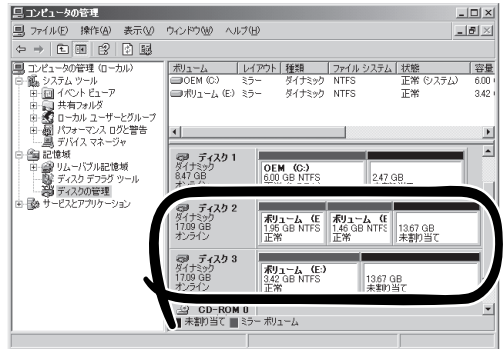 コンピュータの管理
ファイル(F) 操作(A) 表示(V) ウィンドウ(W) ヘルプ(H)
コンピュータの管理 (ローカル)
システム ツール
イベント ビューア
共有フォルダ
ローカル ユーザーとグループ
パフォーマンス ログと警告
デバイス マネージャ
記憶域
リムーバブル記憶域
ディスク デフラグ ツール
ディスクの管理
サービスとアプリケーション
ボリューム レイアウト 種類 ファイル システム 状態 容量
OEM (C:) ミラー ダイナミック NTFS 正常 (システム) 6.00
ボリューム (E:) ミラー ダイナミック NTFS 正常 3.42
ディスク 1
ダイナミック
8.47 GB
オンライン
OEM (C:)
6.00 GB NTFS
2.47 GB
ディスク 2
ダイナミック
17.09 GB
オンライン
ボリューム (E
1.95 GB NTFS
正常
ボリューム (E
1.46 GB NTFS
正常
13.67 GB
未割り当て
ディスク 3
ダイナミック
17.09 GB
オンライン
ボリューム (E:)
3.42 GB NTFS
正常
13.67 GB
未割り当て
CD-ROM 0
未割り当て ミラー ボリューム